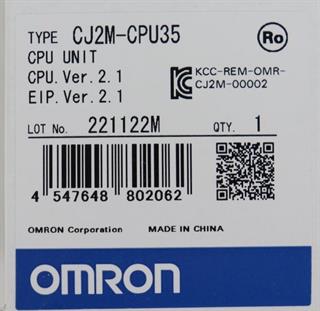 TYPE CJ2M-CPU35
CPU UNIT
CPU. Ver. 2.1
EIP. Ver. 2.1
Ro
KCC-REM-OMR-
CJ2M-00002
LOT No. 221122M QTY. 1
4 547648 802062
OMRON Corporation MADE IN CHINA
OMRON